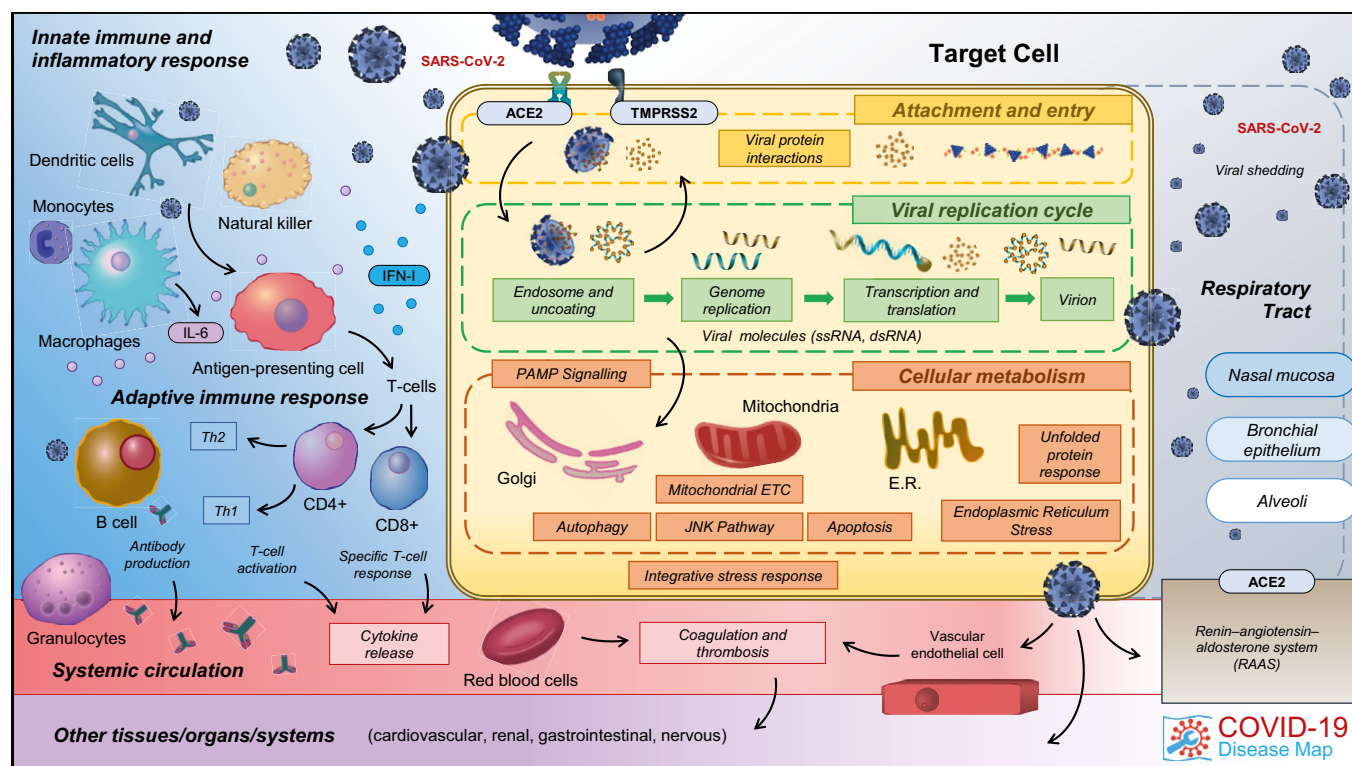 Innate immune and
inflammatory response
SARS-CoV-2
Target Cell
ACE2
TMPRSS2
Attachment and entry
Viral protein
interactions
SARS-CoV-2
Viral shedding
Dendritic cells
Natural killer
Monocytes
Macrophages
IFN-I
IL-6
Antigen-presenting cell
Viral replication cycle
Endosome and
uncoating
Genome
replication
Transcription and
translation
Virion
Viral molecules (ssRNA, dsRNA)
Respiratory
Tract
Nasal mucosa
Bronchial
epithelium
Alveoli
T-cells
Adaptive immune response
Th2
Th1
B cell
CD4+
CD8+
Antibody
production
T-cell
activation
Specific T-cell
response
PAMP Signalling
Cellular metabolism
Golgi
Mitochondria
E.R.
Unfolded
protein
response
Mitochondrial ETC
Autophagy
JNK Pathway
Apoptosis
Endoplasmic Reticulum
Stress
Integrative stress response
Granulocytes
Systemic circulation
Cytokine
release
Red blood cells
Coagulation and
thrombosis
Vascular
endothelial cell
ACE2
Renin–angiotensin–
aldosterone system
(RAAS)
Other tissues/organs/systems
(cardiovascular, renal, gastrointestinal, nervous)
COVID-19
Disease Map